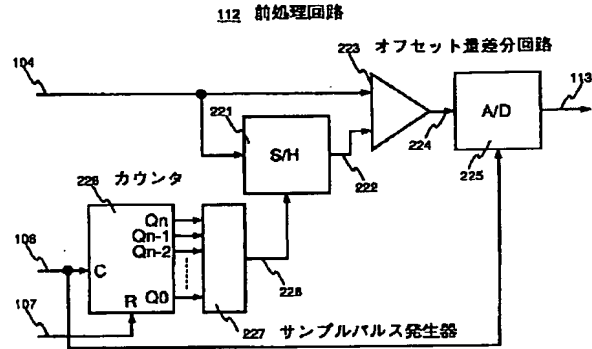 112 前処理回路
223 オフセット量差分回路
104
113
221
A/D
S/H
224
225
222
226 カウンタ
Qn
Qn-1
Qn-2
106
C
Q0
228
107
R
227 サンプルパルス発生器